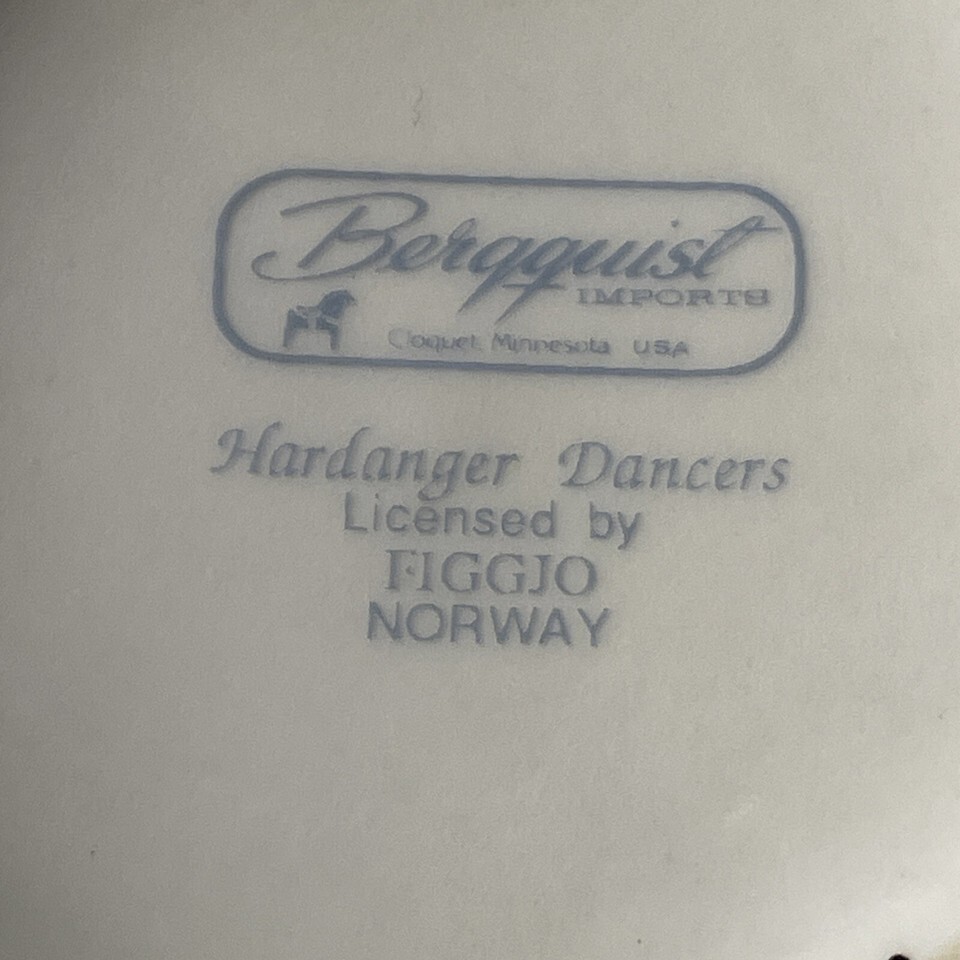 Bergquist
IMPORTS
Cloquet, Minnesota USA
Hardanger Dancers
Licensed by
FIGGJO
NORWAY